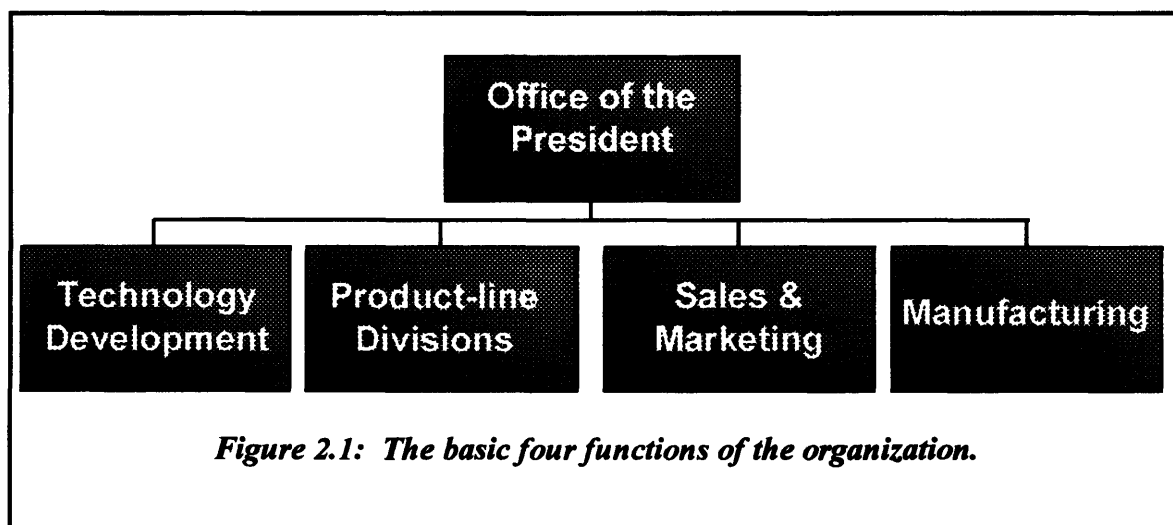 Office of the
President
Technology
Development
Product-line
Divisions
Sales &
Marketing
Manufacturing
Figure 2.1: The basic four functions of the organization.